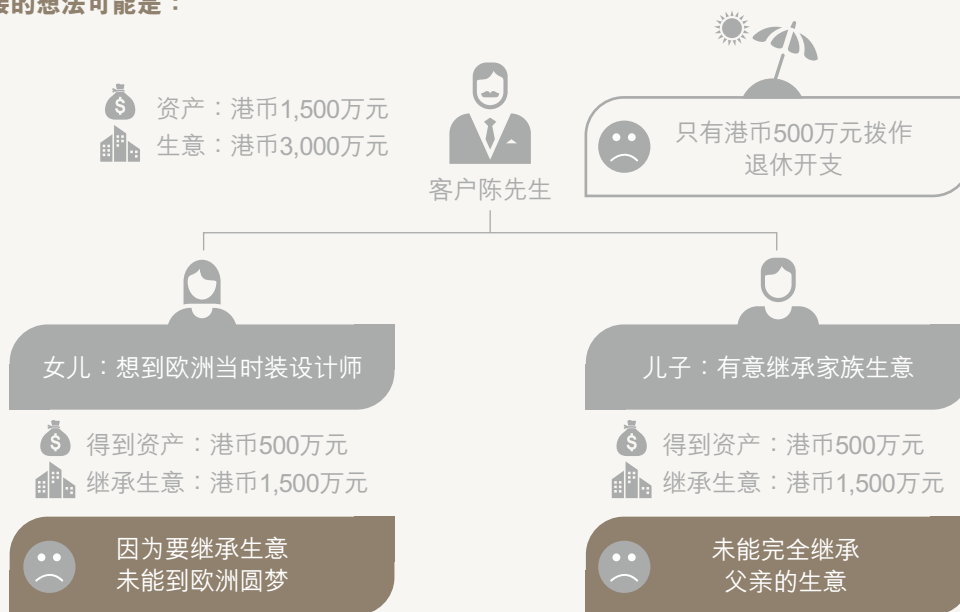 的想法可能是：
资产：港币1,500万元
生意：港币3,000万元
客户陈先生
只有港币500万元拨作
退休开支
女儿：想到欧洲当时装设计师
儿子：有意继承家族生意
得到资产：港币500万元
继承生意：港币1,500万元
得到资产：港币500万元
继承生意：港币1,500万元
因为要继承生意
未能到欧洲圆梦
未能完全继承
父亲的生意